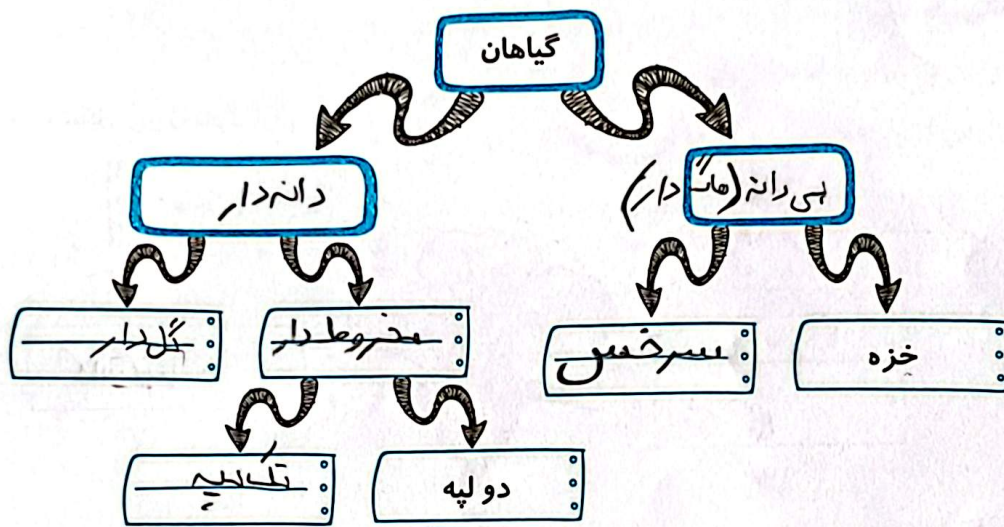 گیاهان
بی دانه (هاگ دار)
دانه دار
خزه
سرخس
مخروط دار
گل دار
دو لپه
تک لپه